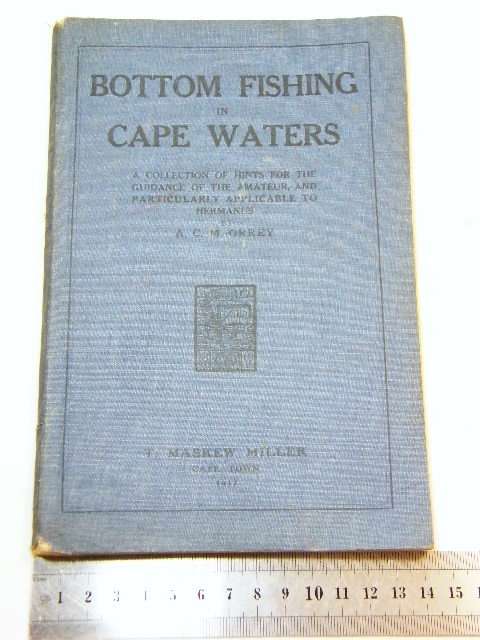 BOTTOM FISHING
IN
CAPE WATERS
A COLLECTION OF HINTS FOR THE
GUIDANCE OF THE AMATEUR, AND
PARTICULARLY APPLICABLE TO
HERMANUS
A. C. M. ORREY
T. MASKEW MILLER
CAPE TOWN
1917
1 2 3 4 5 6 7 8 9 10 11 12 13 14 15